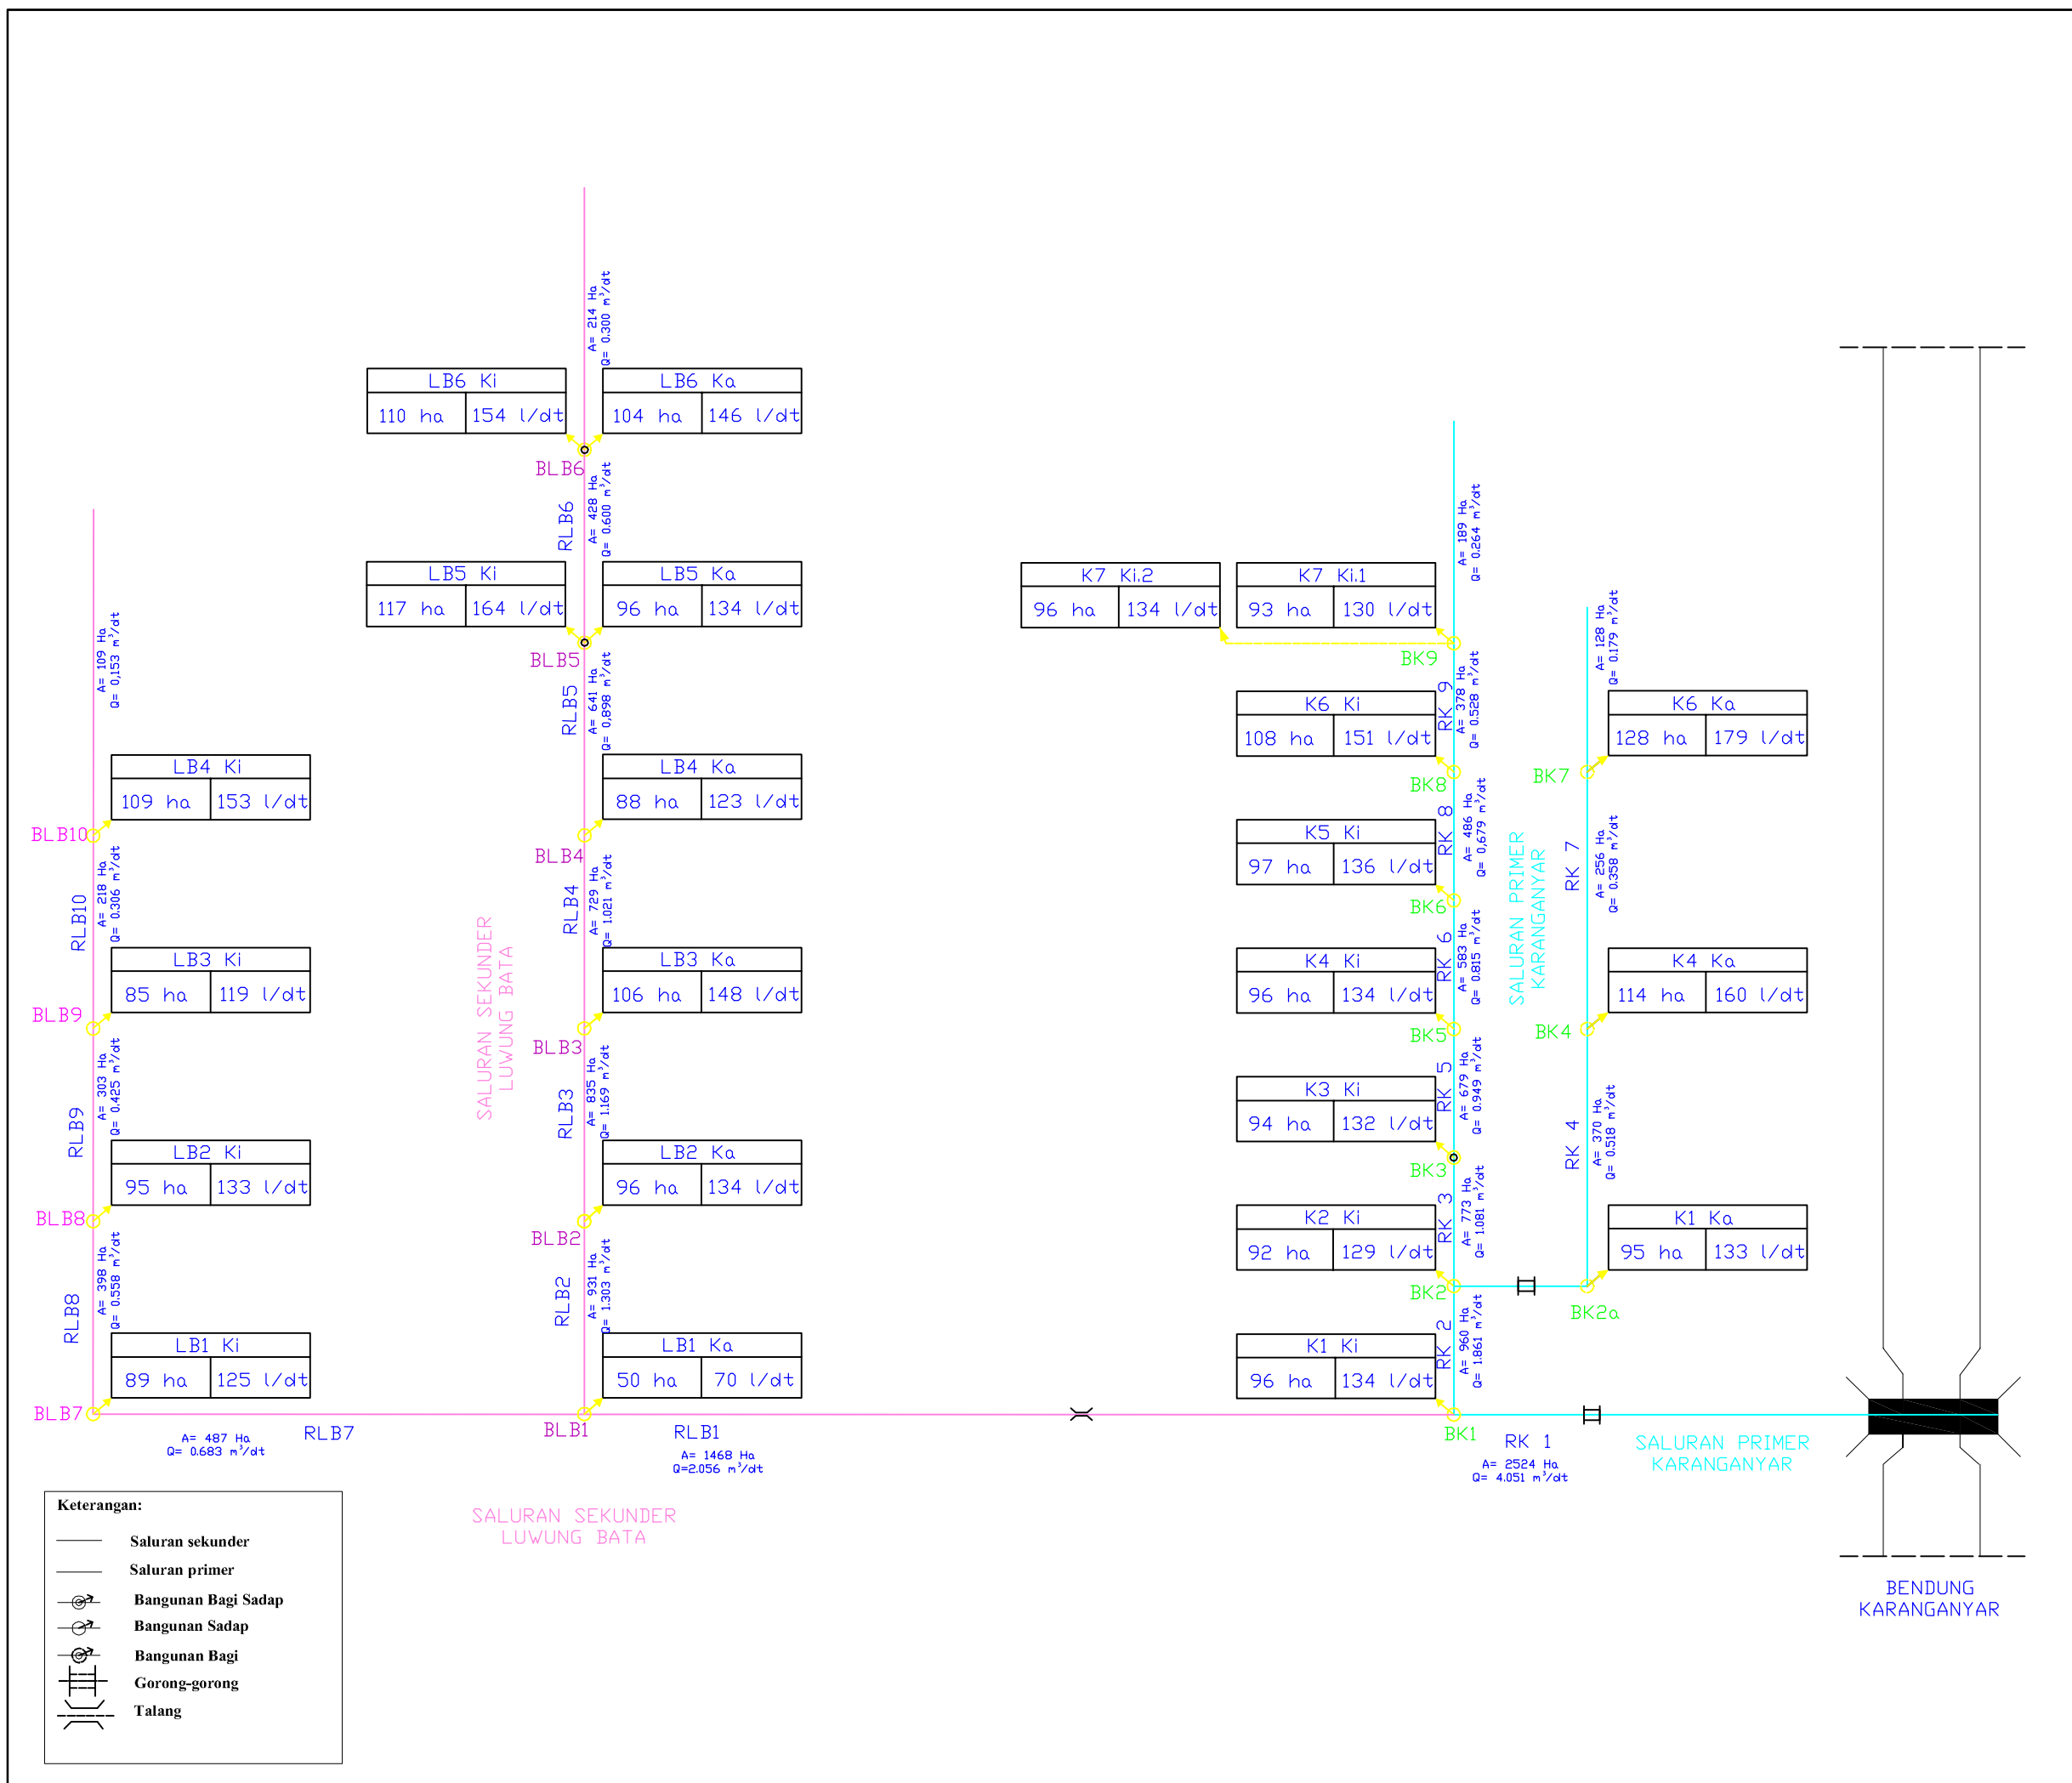 A= 214 Ha
Q= 0.300 m³/dt
LB6 Ki
110 ha
154 l/dt
LB6 Ka
104 ha
146 l/dt
BLB6
RLB6
A= 428 Ha
Q= 0.600 m³/dt
LB5 Ki
117 ha
164 l/dt
LB5 Ka
96 ha
134 l/dt
BLB5
RLB5
A= 641 Ha
Q= 0,898 m³/dt
LB4 Ka
88 ha
123 l/dt
BLB4
RLB4
A= 729 Ha
Q= 1.021 m³/dt
LB3 Ka
106 ha
148 l/dt
BLB3
RLB3
A= 835 Ha
Q= 1.169 m³/dt
LB2 Ka
96 ha
134 l/dt
BLB2
RLB2
A= 931 Ha
Q= 1.303 m³/dt
LB1 Ka
50 ha
70 l/dt
BLB1
SALURAN SEKUNDER
LUWUNG BATA
A= 109 Ha
Q= 0,153 m³/dt
LB4 Ki
109 ha
153 l/dt
BLB10
RLB10
A= 218 Ha
Q= 0.306 m³/dt
LB3 Ki
85 ha
119 l/dt
BLB9
RLB9
A= 303 Ha
Q= 0.425 m³/dt
LB2 Ki
95 ha
133 l/dt
BLB8
RLB8
A= 398 Ha
Q= 0.558 m³/dt
LB1 Ki
89 ha
125 l/dt
BLB7
A= 487 Ha
Q= 0.683 m³/dt
RLB7
RLB1
A= 1468 Ha
Q=2.056 m³/dt
SALURAN SEKUNDER
LUWUNG BATA
A= 189 Ha
Q= 0.264 m³/dt
K7 Ki.2
96 ha
134 l/dt
K7 Ki.1
93 ha
130 l/dt
BK9
RK 9
A= 378 Ha
Q= 0.528 m³/dt
K6 Ki
108 ha
151 l/dt
BK8
RK 8
A= 486 Ha
Q= 0,679 m³/dt
K5 Ki
97 ha
136 l/dt
BK6
RK 6
A= 583 Ha
Q= 0.815 m³/dt
K4 Ki
96 ha
134 l/dt
BK5
RK 5
A= 679 Ha
Q= 0.949 m³/dt
K3 Ki
94 ha
132 l/dt
BK3
RK 3
A= 773 Ha
Q= 1.081 m³/dt
K2 Ki
92 ha
129 l/dt
BK2
RK 2
A= 960 Ha
Q= 1.861 m³/dt
K1 Ki
96 ha
134 l/dt
BK1
SALURAN PRIMER
KARANGANYAR
A= 128 Ha
Q= 0.179 m³/dt
K6 Ka
128 ha
179 l/dt
BK7
RK 7
A= 256 Ha
Q= 0.358 m³/dt
K4 Ka
114 ha
160 l/dt
BK4
RK 4
A= 370 Ha
Q= 0.518 m³/dt
K1 Ka
95 ha
133 l/dt
BK2a
RK 1
A= 2524 Ha
Q= 4.051 m³/dt
SALURAN PRIMER
KARANGANYAR
BENDUNG
KARANGANYAR
Keterangan:
Saluran sekunder
Saluran primer
Bangunan Bagi Sadap
Bangunan Sadap
Bangunan Bagi
Gorong-gorong
Talang